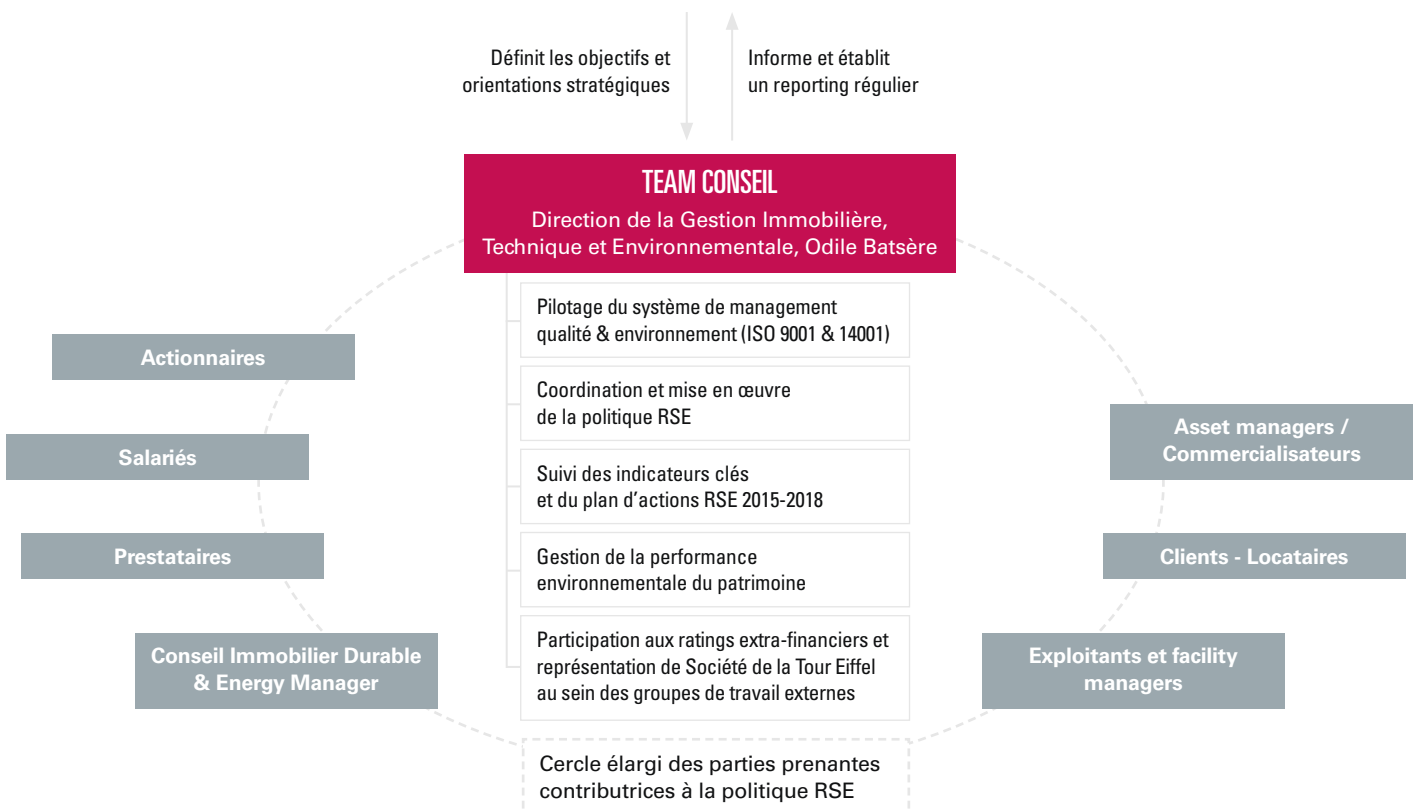 Définit les objectifs et
orientations stratégiques
Informe et établit
un reporting régulier
TEAM CONSEIL
Direction de la Gestion Immobilière,
Technique et Environnementale, Odile Batsère
Pilotage du système de management
qualité & environnement (ISO 9001 & 14001)
Coordination et mise en œuvre
de la politique RSE
Suivi des indicateurs clés
et du plan d’actions RSE 2015-2018
Gestion de la performance
environnementale du patrimoine
Participation aux ratings extra-financiers et
représentation de Société de la Tour Eiffel
au sein des groupes de travail externes
Actionnaires
Salariés
Prestataires
Conseil Immobilier Durable
& Energy Manager
Asset managers /
Commercialisateurs
Clients - Locataires
Exploitants et facility
managers
Cercle élargi des parties prenantes
contributrices à la politique RSE